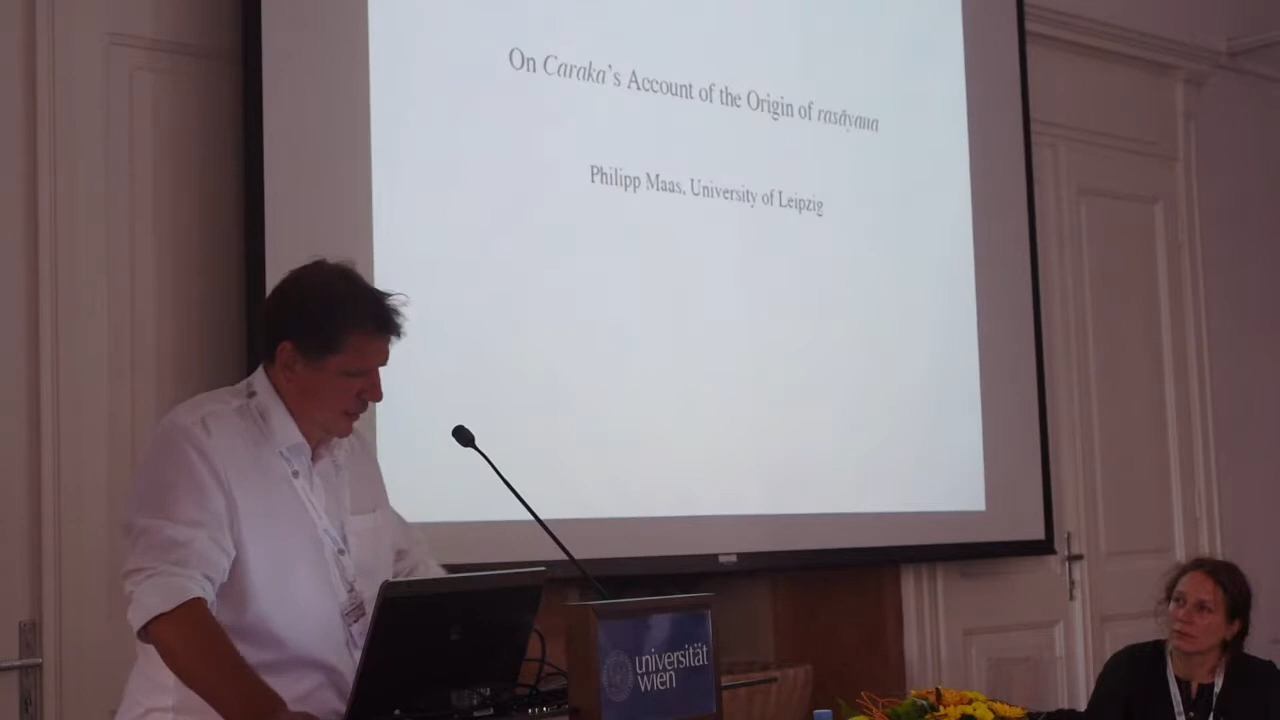 On Caraka's Account of the Origin of rasāyana
Philipp Maas, University of Leipzig
universität
wien